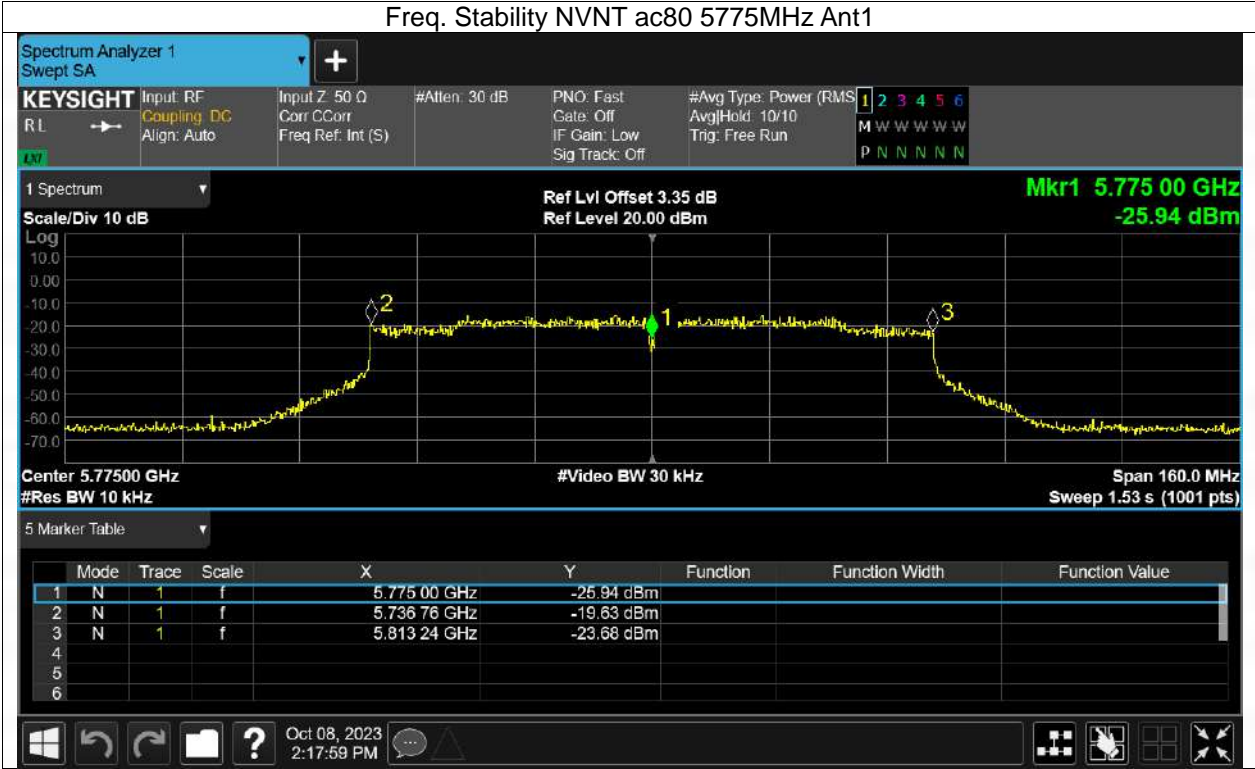 Freq. Stability NVNT ac80 5775MHz Ant1
Spectrum Analyzer 1
Swept SA
+
KEYSIGHT Input: RF Input Z: 50 Ω #Atten: 30 dB PNO: Fast #Avg Type: Power (RMS 1 2 3 4 5 6
RL Coupling: DC Corr CCorr Gate: Off Avg|Hold: 10/10 M W W W W W
Align: Auto Freq Ref: Int (S) IF Gain: Low Trig: Free Run
LXI Sig Track: Off P N N N N N
1 Spectrum Ref Lvl Offset 3.35 dB Mkr1 5.775 00 GHz
Scale/Div 10 dB Ref Level 20.00 dBm -25.94 dBm
Log
10.0
0.00
-10.0 2 3
-20.0 1
-30.0
-40.0
-50.0
-60.0
-70.0
Center 5.77500 GHz #Video BW 30 kHz Span 160.0 MHz
#Res BW 10 kHz Sweep 1.53 s (1001 pts)
5 Marker Table
Mode Trace Scale X Y Function Function Width Function Value
1 N 1 f 5.775 00 GHz -25.94 dBm
2 N 1 f 5.736 76 GHz -19.63 dBm
3 N 1 f 5.813 24 GHz -23.68 dBm
4
5
6
? Oct 08, 2023
2:17:59 PM